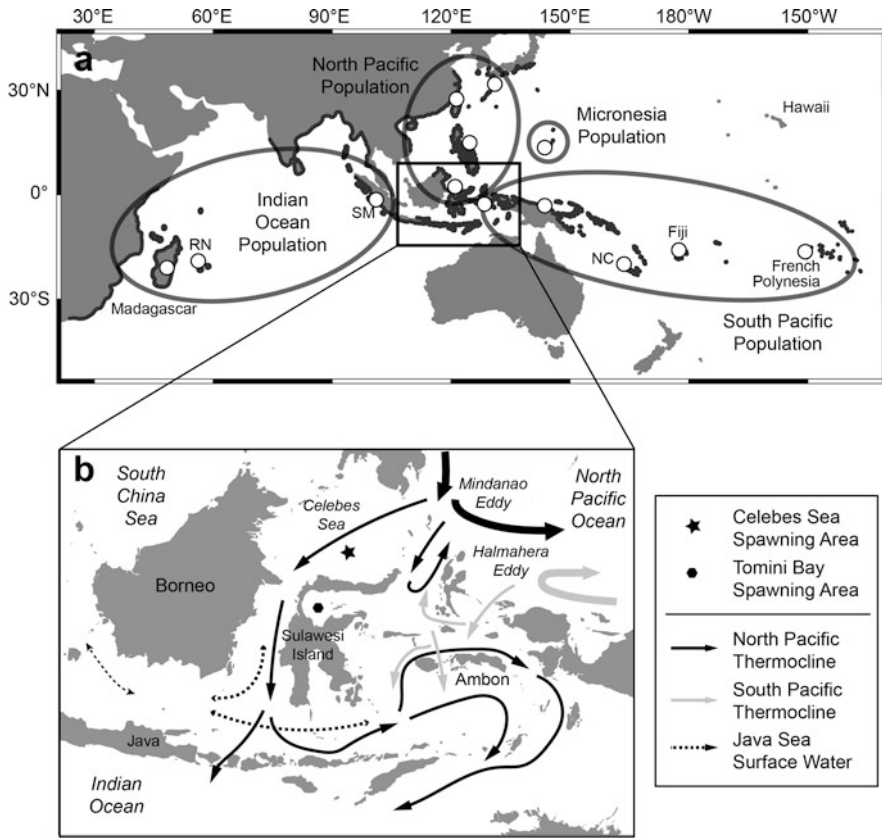 30°E
60°E
90°E
120°E
150°E
180°E
150°W
a
30°N
0°
30°S
North Pacific
Population
Micronesia
Population
Hawaii
Indian
Ocean
Population
SM
RN
Madagascar
NC
Fiji
French
Polynesia
South Pacific
Population
b
South
China
Sea
Celebes
Sea
Mindanao
Eddy
North
Pacific
Ocean
Halmahera
Eddy
Borneo
Sulawesi
Island
Ambon
Java
Indian
Ocean
Celebes Sea
Spawning Area
Tomini Bay
Spawning Area
North Pacific
Thermocline
South Pacific
Thermocline
Java Sea
Surface Water